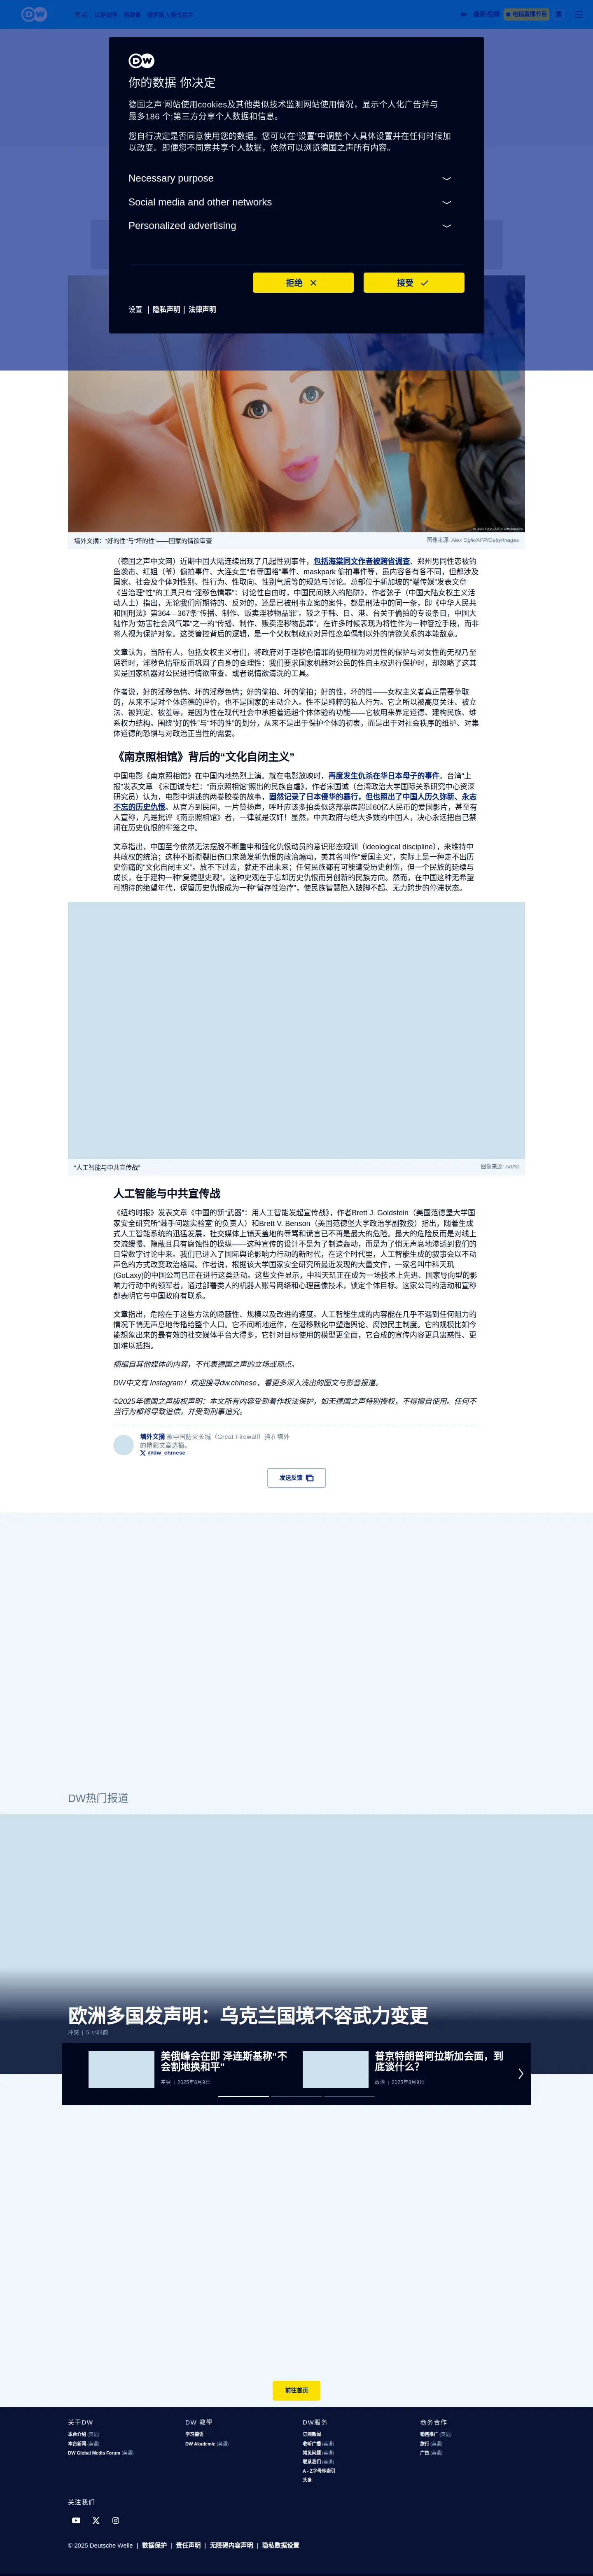 DW
焦点
以伊战争
特朗普
俄罗斯入侵乌克兰
最新视频
电视直播节目
繁
DW
你的数据 你决定
德国之声'网站使用cookies及其他类似技术监测网站使用情况，显示个人化广告并与
最多186 个;第三方分享个人数据和信息。
您自行决定是否同意使用您的数据。您可以在“设置”中调整个人具体设置并在任何时候加
以改变。即便您不同意共享个人数据，依然可以浏览德国之声所有内容。
Necessary purpose
Social media and other networks
Personalized advertising
拒绝
接受
设置 | 隐私声明 | 法律声明
© Alex Ogle/AFP/GettyImages
墙外文摘：“好的性”与“坏的性”——国家的情欲审查
图像来源: Alex Ogle/AFP/GettyImages
（德国之声中文网）近期中国大陆连续出现了几起性别事件，包括海棠同文作者被跨省调查、郑州男同性恋被钓
鱼袭击、红姐（爷）偷拍事件、大连女生“有辱国格”事件、maskpark 偷拍事件等，虽内容各有各不同，但都涉及
国家、社会及个体对性别、性行为、性取向、性别气质等的规范与讨论。总部位于新加坡的“端传媒”发表文章
《当治理“性”的工具只有“淫秽色情罪”：讨论性自由时，中国民间跌入的陷阱》，作者弦子（中国大陆女权主义活
动人士）指出，无论我们所期待的、反对的，还是已被刑事立案的案件，都是刑法中的同一条，即《中华人民共
和国刑法》第364—367条“传播、制作、贩卖淫秽物品罪”。较之于韩、日、港、台关于偷拍的专设条目，中国大
陆作为“妨害社会风气罪”之一的“传播、制作、贩卖淫秽物品罪”，在许多时候表现为将性作为一种管控手段，而非
将人视为保护对象。这类管控背后的逻辑，是一个父权制政府对异性恋单偶制以外的情欲关系的本能敌意。
文章认为，当所有人，包括女权主义者们，将政府对于淫秽色情罪的使用视为对男性的保护与对女性的无视乃至
惩罚时，淫秽色情罪反而巩固了自身的合理性：我们要求国家机器对公民的性自主权进行保护时，却忽略了这其
实是国家机器对公民进行情欲审查、或者说情欲清洗的工具。
作者说，好的淫秽色情、坏的淫秽色情；好的偷拍、坏的偷拍；好的性，坏的性——女权主义者真正需要争取
的，从来不是对个体道德的评价，也不是国家的主动介入。性不是纯粹的私人行为。它之所以被高度关注、被立
法、被判定、被羞辱，是因为性在现代社会中承担着远超个体体验的功能——它被用来界定道德、建构民族、维
系权力结构。围绕“好的性”与“坏的性”的划分，从来不是出于保护个体的初衷，而是出于对社会秩序的维护、对集
体道德的恐惧与对政治正当性的需要。
《南京照相馆》背后的“文化自闭主义”
中国电影《南京照相馆》在中国内地热烈上演。就在电影放映时，再度发生仇杀在华日本母子的事件。台湾“上
报”发表文章 《宋国诚专栏：“南京照相馆”照出的民族自虐》，作者宋国诚（台湾政治大学国际关系研究中心资深
研究员）认为，电影中讲述的两卷胶卷的故事，固然记录了日本侵华的暴行，但也照出了中国人历久弥新、永志
不忘的历史仇恨。从官方到民间，一片赞扬声，呼吁应该多拍类似这部票房超过60亿人民币的爱国影片，甚至有
人宣称，凡是批评《南京照相馆》者，一律就是汉奸！显然，中共政府与绝大多数的中国人，决心永远把自己禁
闭在历史仇恨的牢笼之中。
文章指出，中国至今依然无法摆脱不断重申和强化仇恨动员的意识形态规训（ideological discipline），来维持中
共政权的统治；这种不断撕裂旧伤口来激发新仇恨的政治煽动，美其名叫作“爱国主义”，实际上是一种走不出历
史伤痛的“文化自闭主义”。放不下过去，就走不出未来；任何民族都有可能遭受历史创伤，但一个民族的延续与
成长，在于建构一种“复健型史观”，这种史观在于忘却历史仇恨而另创新的民族方向。然而，在中国这种无希望
可期待的绝望年代，保留历史仇恨成为一种“暂存性治疗”，使民族智慧陷入跛脚不起、无力跨步的停滞状态。
“人工智能与中共宣传战”
图像来源: Artitor
人工智能与中共宣传战
《纽约时报》发表文章《中国的新“武器”：用人工智能发起宣传战》，作者Brett J. Goldstein（美国范德堡大学国
家安全研究所“棘手问题实验室”的负责人）和Brett V. Benson（美国范德堡大学政治学副教授）指出，随着生成
式人工智能系统的迅猛发展，社交媒体上铺天盖地的辱骂和谎言已不再是最大的危险。最大的危险反而是对线上
交流缓慢、隐蔽且具有腐蚀性的操纵——这种宣传的设计不是为了制造轰动，而是为了悄无声息地渗透到我们的
日常数字讨论中来。我们已进入了国际舆论影响力行动的新时代，在这个时代里，人工智能生成的叙事会以不动
声色的方式改变政治格局。作者说，根据该大学国家安全研究所最近发现的大量文件，一家名叫中科天玑
(GoLaxy)的中国公司已正在进行这类活动。这些文件显示，中科天玑正在成为一场技术上先进、国家导向型的影
响力行动中的领军者，通过部署类人的机器人账号网络和心理画像技术，锁定个体目标。这家公司的活动和宣称
都表明它与中国政府有联系。
文章指出，危险在于这些方法的隐蔽性、规模以及改进的速度。人工智能生成的内容能在几乎不遇到任何阻力的
情况下悄无声息地传播给整个人口。它不间断地运作，在潜移默化中塑造舆论、腐蚀民主制度。它的规模比如今
能想象出来的最有效的社交媒体平台大得多，它针对目标使用的模型更全面，它合成的宣传内容更具蛊惑性、更
加难以抵挡。
摘编自其他媒体的内容，不代表德国之声的立场或观点。
DW中文有 Instagram！欢迎搜寻dw.chinese，看更多深入浅出的图文与影音报道。
©2025年德国之声版权声明：本文所有内容受到着作权法保护，如无德国之声特别授权，不得擅自使用。任何不
当行为都将导致追偿，并受到刑事追究。
墙外文摘 被中国防火长城（Great Firewall）挡在墙外
的精彩文章选摘。
@dw_chinese
发送反馈
DW热门报道
欧洲多国发声明：乌克兰国境不容武力变更
冲突 | 5 小时前
美俄峰会在即 泽连斯基称“不
会割地换和平”
冲突 | 2025年8月9日
普京特朗普阿拉斯加会面，到
底谈什么？
政治 | 2025年8月9日
前往首页
关于DW
本台介绍 (英语)
本台新闻 (英语)
DW Global Media Forum (英语)
DW 教学
学习德语
DW Akademie (英语)
DW服务
订阅新闻
收听广播 (英语)
常见问题 (英语)
联系我们 (英语)
A - Z字母序索引
头条
商务合作
销售推广 (英语)
旅行 (英语)
广告 (英语)
关注我们
© 2025 Deutsche Welle | 数据保护 | 责任声明 | 无障碍内容声明 | 隐私数据设置